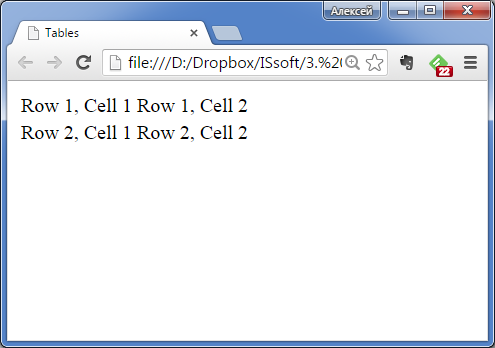 Алексей
Tables
file:///D:/Dropbox/ISsoft/3.%20
22
Row 1, Cell 1 Row 1, Cell 2
Row 2, Cell 1 Row 2, Cell 2